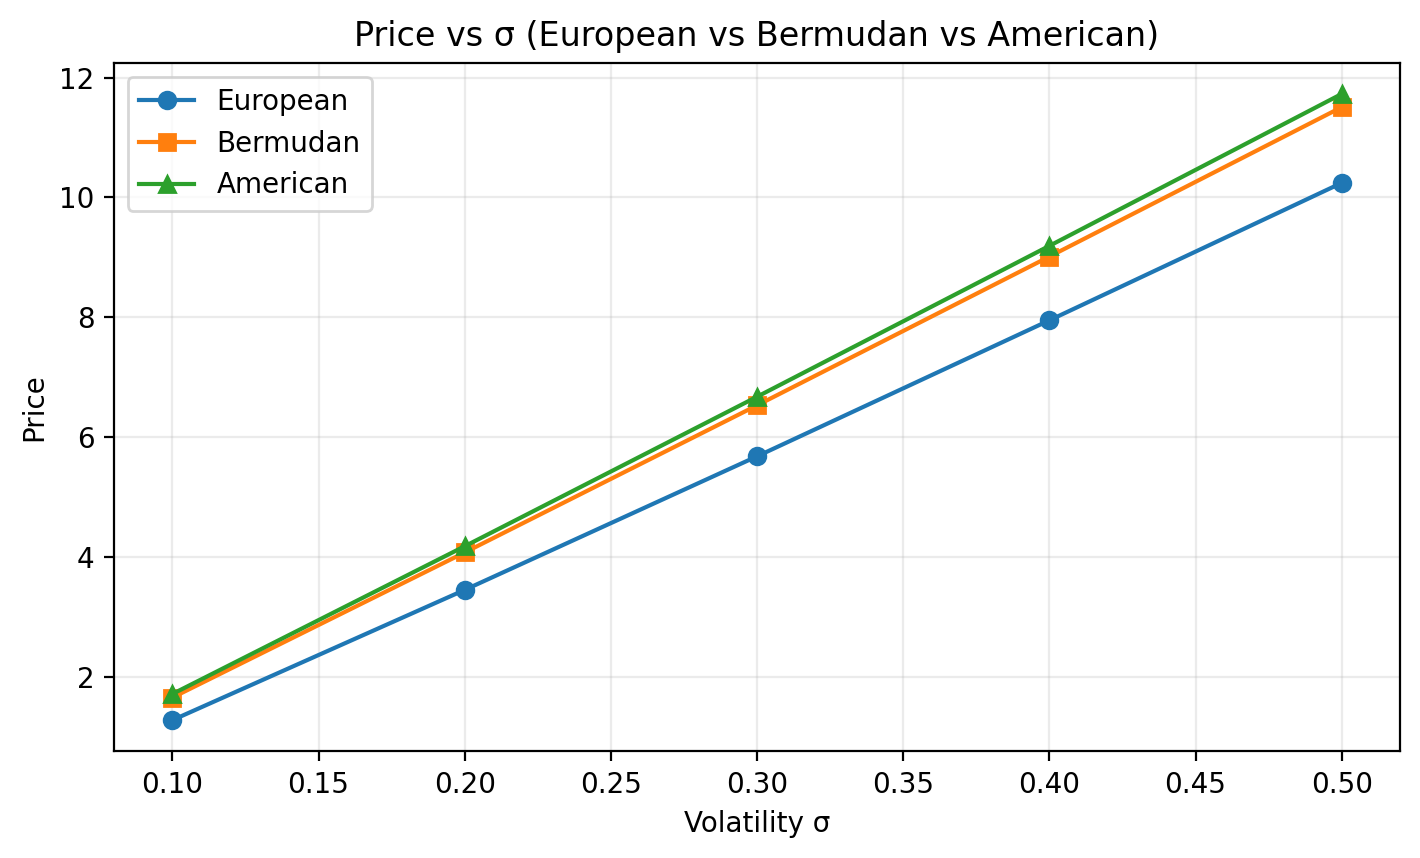 Price vs σ (European vs Bermudan vs American)
European
Bermudan
American
12
10
8
6
4
2
Price
0.10 0.15 0.20 0.25 0.30 0.35 0.40 0.45 0.50
Volatility σ